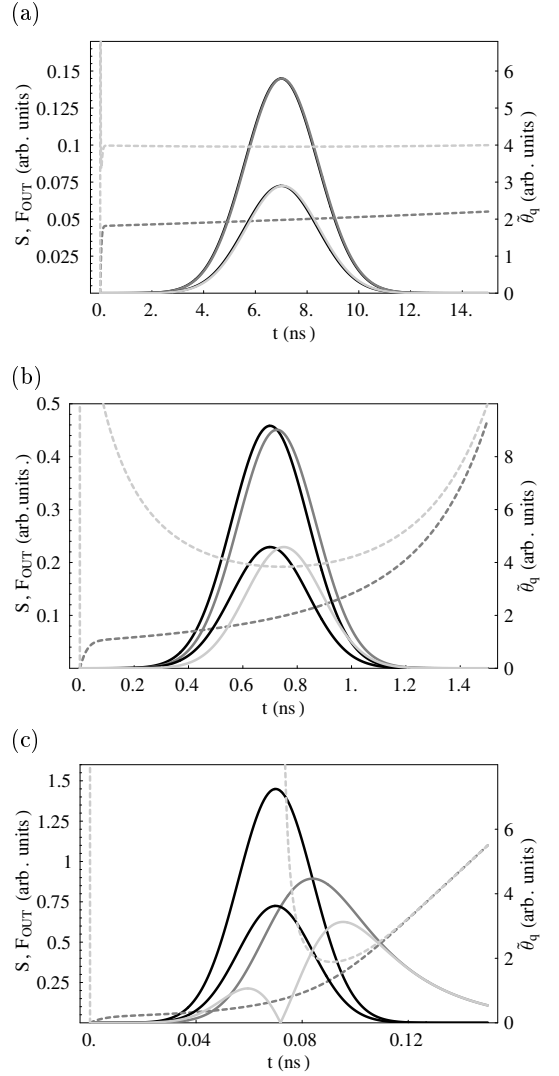 (a)
0.15
0.125
0.1
0.075
0.05
0.025
S, F_OUT (arb. units)
6
5
4
3
2
1
0
θ̃_q (arb. units)
0. 2. 4. 6. 8. 10. 12. 14.
t (ns)
(b)
0.5
0.4
0.3
0.2
0.1
S, F_OUT (arb.units.)
8
6
4
2
0
θ̃_q (arb. units)
0. 0.2 0.4 0.6 0.8 1. 1.2 1.4
t (ns)
(c)
1.5
1.25
1
0.75
0.5
0.25
S, F_OUT (arb. units)
6
4
2
0
θ̃_q (arb. units)
0. 0.04 0.08 0.12
t (ns)